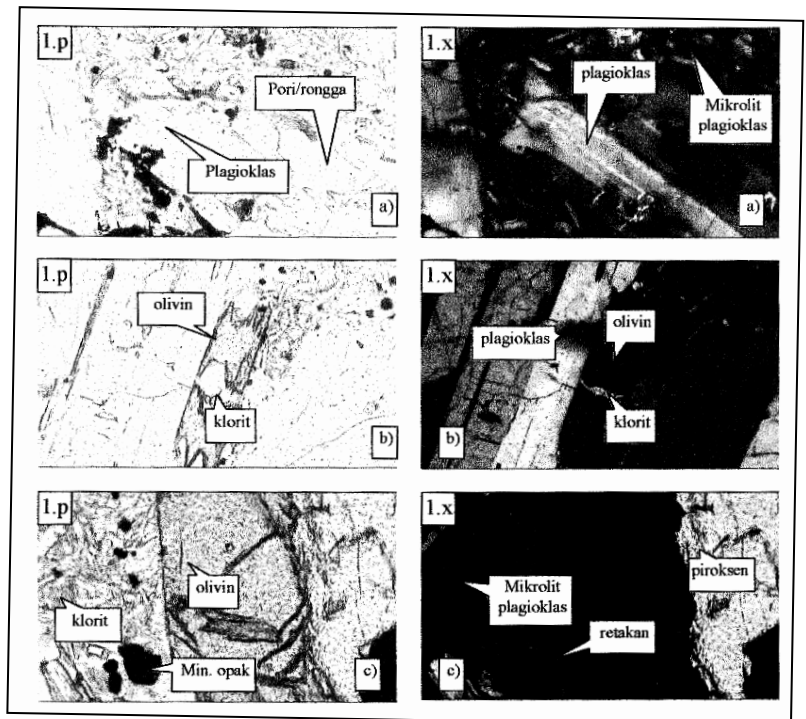 1.p
Pori/rongga
Plagioklas
a)
1.x
plagioklas
Mikrolit
plagioklas
a)
1.p
olivin
klorit
b)
1.x
olivin
plagioklas
klorit
b)
1.p
olivin
klorit
Min. opak
c)
1.x
piroksen
Mikrolit
plagioklas
retakan
c)